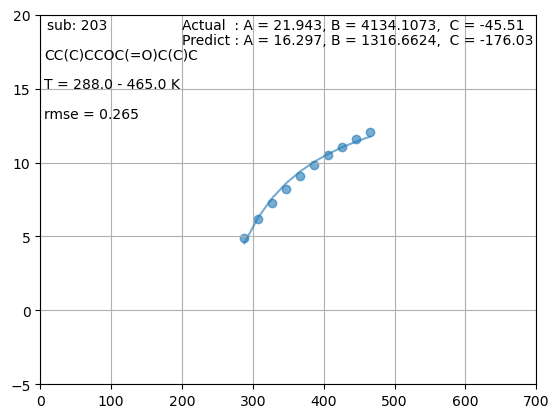 sub: 203
Actual : A = 21.943, B = 4134.1073, C = -45.51
Predict : A = 16.297, B = 1316.6624, C = -176.03
CC(C)CCOC(=O)C(C)C
T = 288.0 - 465.0 K
rmse = 0.265
20
15
10
5
0
−5
0 100 200 300 400 500 600 700